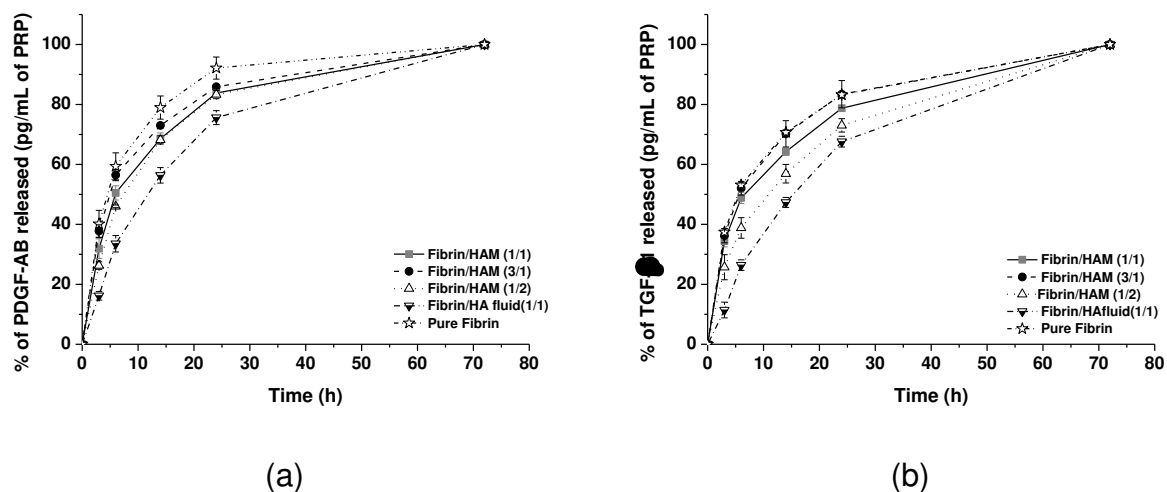 % of PDGF-AB released (pg/mL of PRP)
100
80
60
40
20
0
0 10 20 30 40 50 60 70 80
Time (h)
Fibrin/HAM (1/1)
Fibrin/HAM (3/1)
Fibrin/HAM (1/2)
Fibrin/HA fluid(1/1)
Pure Fibrin
(a)
% of TGF released (pg/mL of PRP)
100
80
60
40
20
0
0 10 20 30 40 50 60 70 80
Time (h)
Fibrin/HAM (1/1)
Fibrin/HAM (3/1)
Fibrin/HAM (1/2)
Fibrin/HAfluid(1/1)
Pure Fibrin
(b)